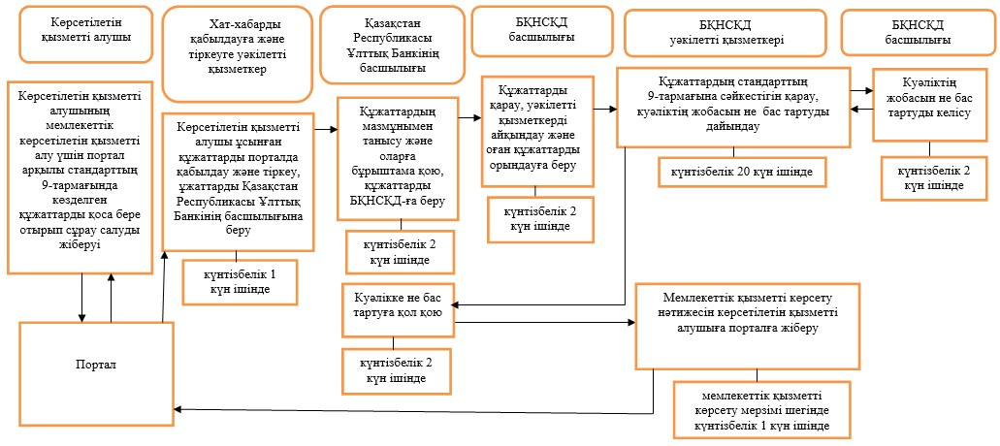 Көрсетілетін
қызметті алушы
Хат-хабарды
қабылдауға және
тіркеуге уәкілетті
қызметкер
Қазақстан
Республикасы
Ұлттық Банкінің
басшылығы
БҚНСҚД
басшылығы
БҚНСҚД
уәкілетті қызметкері
БҚНСҚД
басшылығы
Көрсетілетін қызметті
алушының
мемлекеттік
көрсетілетін қызметті
алу үшін портал
арқылы стандарттың
9-тармағында
көзделген
құжаттарды қоса бере
отырып сұрау салуды
жіберуі
Көрсетілетін қызметті
алушы ұсынған
құжаттарды порталда
қабылдау және тіркеу,
ұжаттарды Қазақстан
Республикасы Ұлттық
Банкінің басшылығына
беру
күнтізбелік 1
күн ішінде
Құжаттардың
мазмұнымен
танысу және
оларға
бұрыштама қою,
құжаттарды
БҚНСҚД-ға беру
күнтізбелік 2
күн ішінде
Құжаттарды
қарау, уәкілетті
қызметкерді
айқындау және
оған құжаттарды
орындауға беру
күнтізбелік 2
күн ішінде
Құжаттардың стандарттың
9-тармағына сәйкестігін қарау,
куәліктің жобасын не бас тартуды
дайындау
күнтізбелік 20 күн ішінде
Куәліктің
жобасын не бас
тартуды келісу
күнтізбелік 2
күн ішінде
Куәлікке не бас
тартуға қол қою
күнтізбелік 2
күн ішінде
Мемлекеттік қызметті көрсету
нәтижесін көрсетілетін қызметті
алушыға порталға жіберу
мемлекеттік қызметті
көрсету мерзімі шегінде
күнтізбелік 1 күн ішінде
Портал